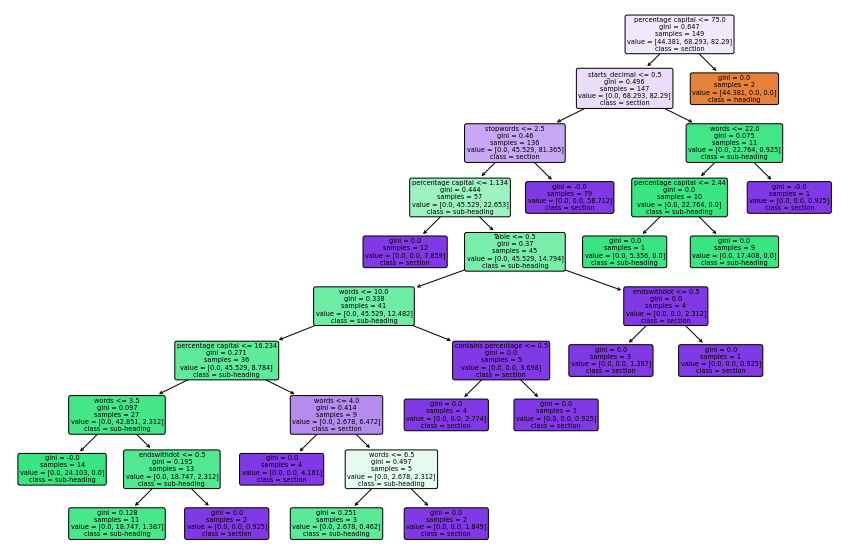 percentage capital <= 75.0
gini = 0.647
samples = 149
value = [44.381, 68.293, 82.29]
class = section
starts_decimal <= 0.5
gini = 0.496
samples = 147
value = [0.0, 68.293, 82.29]
class = section
gini = 0.0
samples = 2
value = [44.381, 0.0, 0.0]
class = heading
stopwords <= 2.5
gini = 0.46
samples = 136
value = [0.0, 45.529, 81.365]
class = section
words <= 22.0
gini = 0.075
samples = 11
value = [0.0, 22.764, 0.925]
class = sub-heading
percentage capital <= 1.134
gini = 0.444
samples = 57
value = [0.0, 45.529, 22.653]
class = sub-heading
gini = -0.0
samples = 79
value = [0.0, 0.0, 58.712]
class = section
percentage capital <= 2.44
gini = 0.0
samples = 10
value = [0.0, 22.764, 0.0]
class = sub-heading
gini = -0.0
samples = 1
value = [0.0, 0.0, 0.925]
class = section
gini = 0.0
samples = 12
value = [0.0, 0.0, 7.859]
class = section
Table <= 0.5
gini = 0.37
samples = 45
value = [0.0, 45.529, 14.794]
class = sub-heading
gini = 0.0
samples = 1
value = [0.0, 5.356, 0.0]
class = sub-heading
gini = 0.0
samples = 9
value = [0.0, 17.408, 0.0]
class = sub-heading
words <= 10.0
gini = 0.338
samples = 41
value = [0.0, 45.529, 12.482]
class = sub-heading
endswithdot <= 0.5
gini = 0.0
samples = 4
value = [0.0, 0.0, 2.312]
class = section
percentage capital <= 16.234
gini = 0.271
samples = 36
value = [0.0, 45.529, 8.784]
class = sub-heading
contains percentage <= 0.5
gini = 0.0
samples = 5
value = [0.0, 0.0, 3.698]
class = section
gini = 0.0
samples = 3
value = [0.0, 0.0, 1.387]
class = section
gini = 0.0
samples = 1
value = [0.0, 0.0, 0.925]
class = section
words <= 3.5
gini = 0.097
samples = 27
value = [0.0, 42.851, 2.312]
class = sub-heading
words <= 4.0
gini = 0.414
samples = 9
value = [0.0, 2.678, 6.472]
class = section
gini = 0.0
samples = 4
value = [0.0, 0.0, 2.774]
class = section
gini = 0.0
samples = 1
value = [0.0, 0.0, 0.925]
class = section
gini = -0.0
samples = 14
value = [0.0, 24.103, 0.0]
class = sub-heading
endswithdot <= 0.5
gini = 0.195
samples = 13
value = [0.0, 18.747, 2.312]
class = sub-heading
gini = 0.0
samples = 4
value = [0.0, 0.0, 4.161]
class = section
words <= 6.5
gini = 0.497
samples = 5
value = [0.0, 2.678, 2.312]
class = sub-heading
gini = 0.128
samples = 11
value = [0.0, 18.747, 1.387]
class = sub-heading
gini = 0.0
samples = 2
value = [0.0, 0.0, 0.925]
class = section
gini = 0.251
samples = 3
value = [0.0, 2.678, 0.462]
class = sub-heading
gini = 0.0
samples = 2
value = [0.0, 0.0, 1.849]
class = section